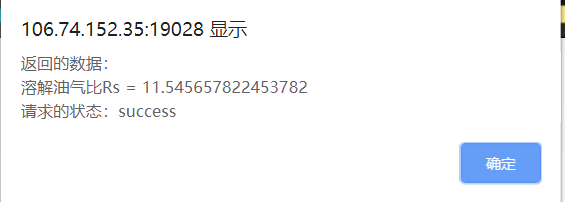 106.74.152.35:19028 显示
返回的数据：
溶解油气比Rs = 11.545657822453782
请求的状态：success
确定